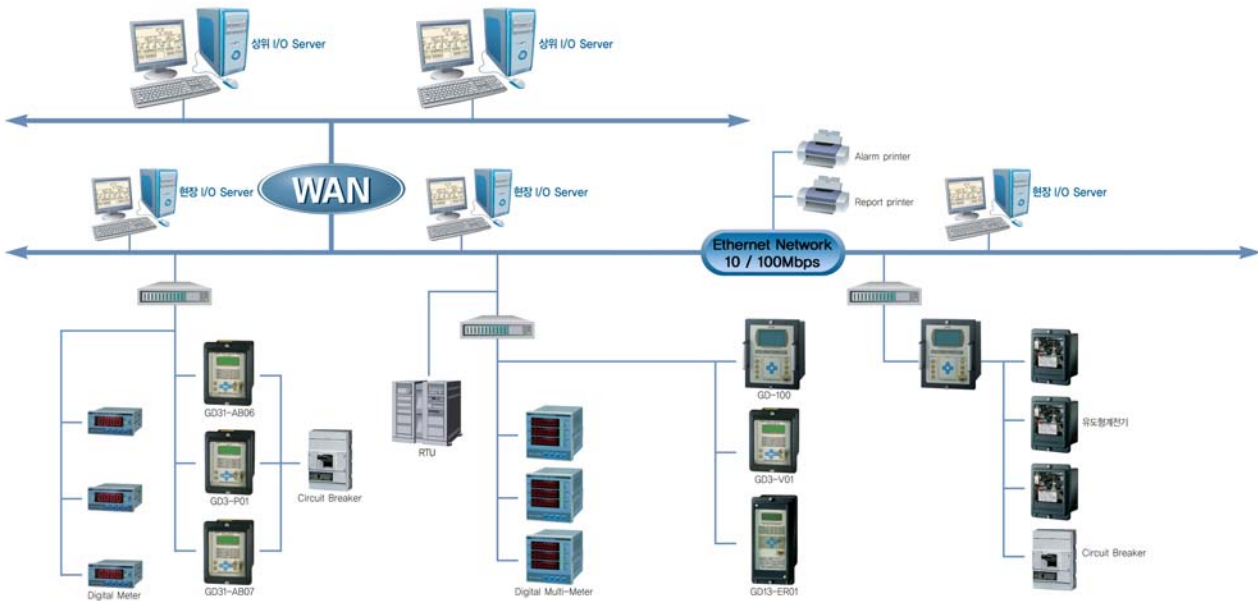 상위 I/O Server
상위 I/O Server
WAN
현장 I/O Server
현장 I/O Server
Alarm printer
Report printer
현장 I/O Server
Ethernet Network
10 / 100Mbps
GD31-AB06
GD3-P01
GD31-AB07
Circuit Breaker
Digital Meter
RTU
Digital Multi-Meter
GD-100
GD3-V01
GD13-ER01
유도형계전기
Circuit Breaker